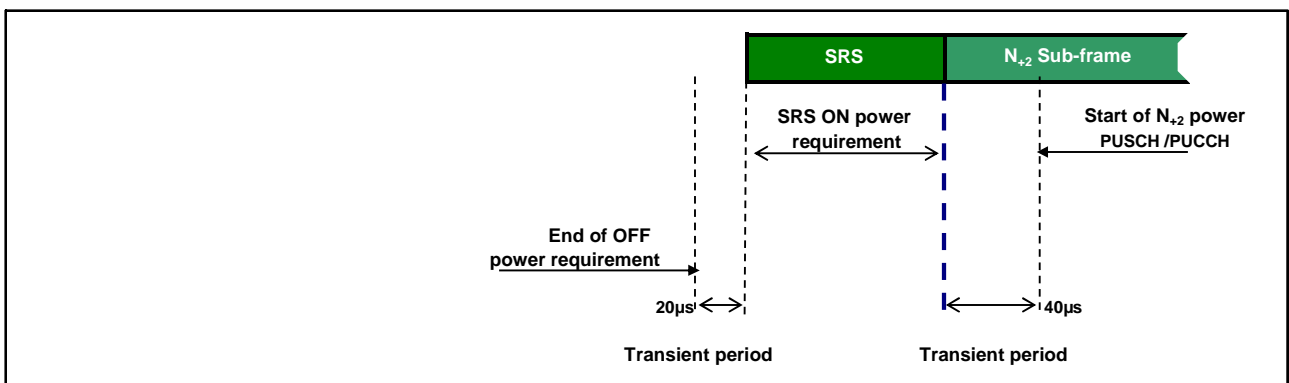 SRS
N+2 Sub-frame
SRS ON power
requirement
Start of N+2 power
PUSCH /PUCCH
End of OFF
power requirement
20µs
40µs
Transient period
Transient period